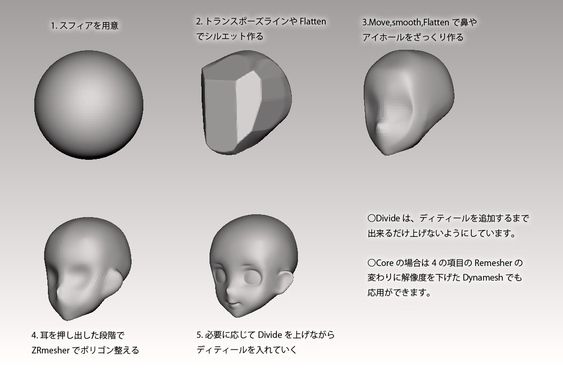 1. スフィアを用意
2. トランスポーズラインや Flatten
でシルエット作る
3.Move,smooth,Flatten で鼻や
アイホールをざっくり作る
4. 耳を押し出した段階で
ZRmesher でポリゴン整える
5. 必要に応じて Divide を上げながら
ディティールを入れていく
〇Divide は、ディティールを追加するまで
出来るだけ上げないようにしています。
〇Core の場合は 4 の項目の Remesher の
変わりに解像度を下げた Dynamesh でも
応用ができます。